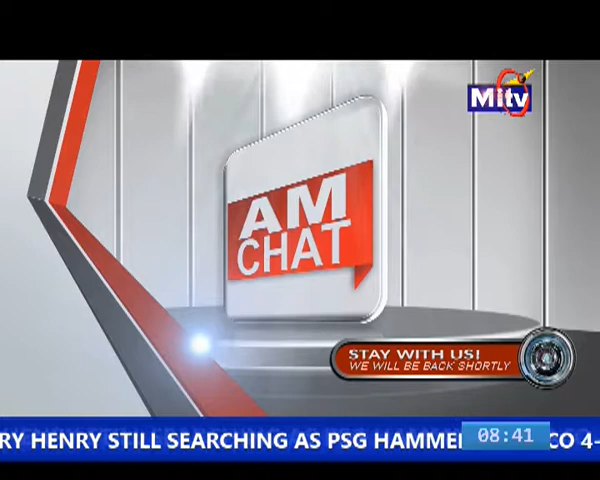 MiTV
AM
CHAT
STAY WITH US!
WE WILL BE BACK SHORTLY
RY HENRY STILL SEARCHING AS PSG HAMME
08:41
CO 4-